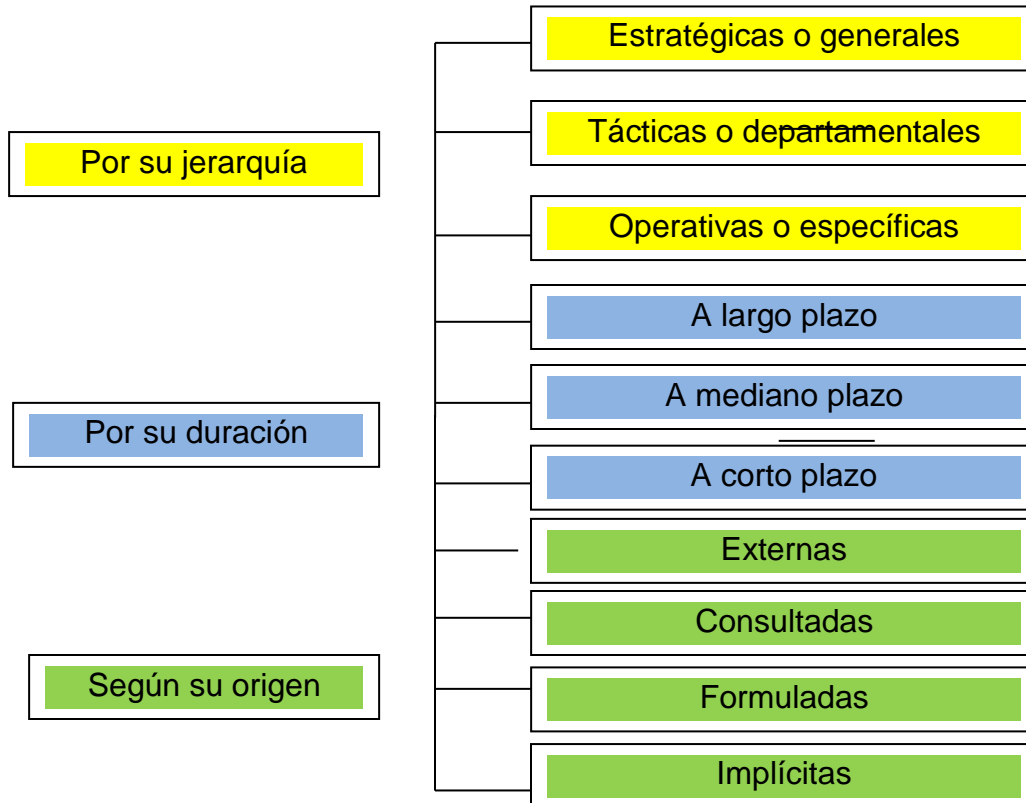 Estratégicas o generales
Tácticas o departamentales
Por su jerarquía
Operativas o específicas
A largo plazo
A mediano plazo
Por su duración
A corto plazo
Externas
Consultadas
Según su origen
Formuladas
Implícitas